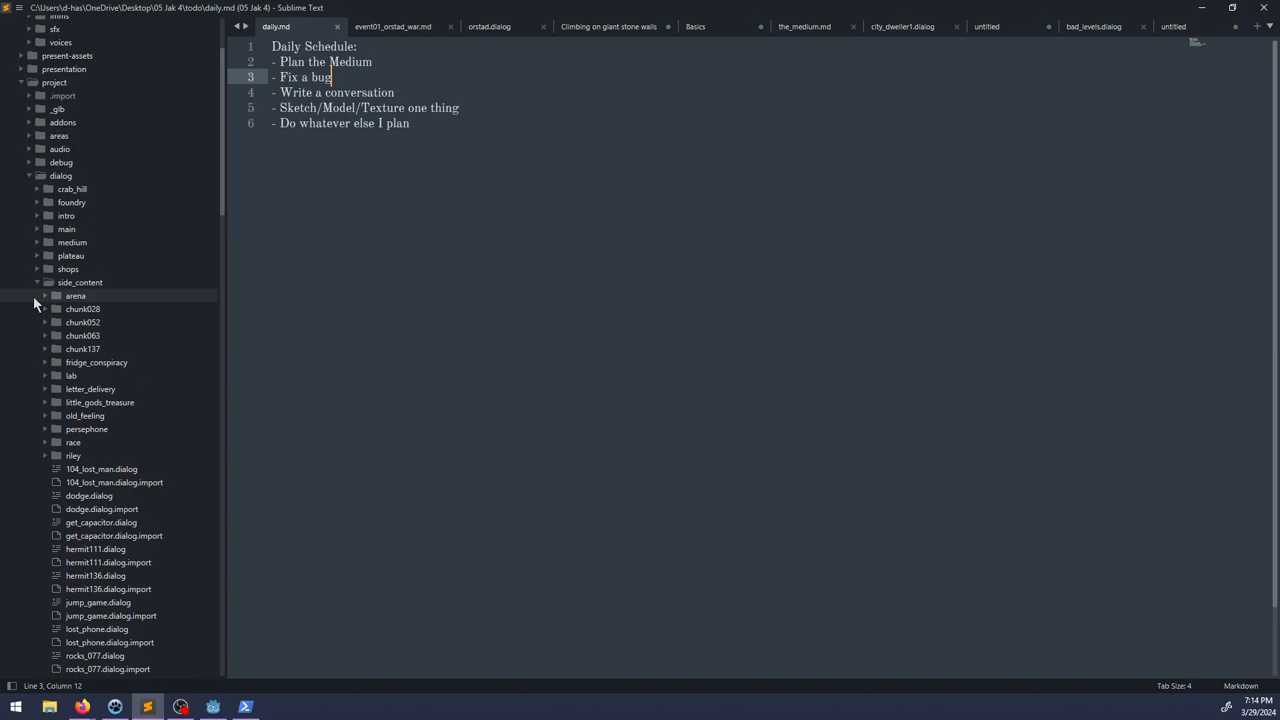 C:\Users\d-has\OneDrive\Desktop\05 Jak 4\todo\daily.md (05 Jak 4) - Sublime Text
daily.md
event01_orstad_war.md
orstad.dialog
Climbing on giant stone walls
Basics
the_medium.md
city_dweller1.dialog
untitled
bad_levels.dialog
untitled
sfx
voices
present-assets
presentation
project
.import
_glb
addons
areas
audio
debug
dialog
crab_hill
foundry
intro
main
medium
plateau
shops
side_content
arena
chunk028
chunk052
chunk063
chunk137
fridge_conspiracy
lab
letter_delivery
little_gods_treasure
old_feeling
persephone
race
riley
104_lost_man.dialog
104_lost_man.dialog.import
dodge.dialog
dodge.dialog.import
get_capacitor.dialog
get_capacitor.dialog.import
hermit111.dialog
hermit111.dialog.import
hermit136.dialog
hermit136.dialog.import
jump_game.dialog
jump_game.dialog.import
lost_phone.dialog
lost_phone.dialog.import
rocks_077.dialog
rocks_077.dialog.import
1 Daily Schedule:
2 - Plan the Medium
3 - Fix a bug
4 - Write a conversation
5 - Sketch/Model/Texture one thing
6 - Do whatever else I plan
Line 3, Column 12
Tab Size: 4
Markdown
7:14 PM
3/29/2024